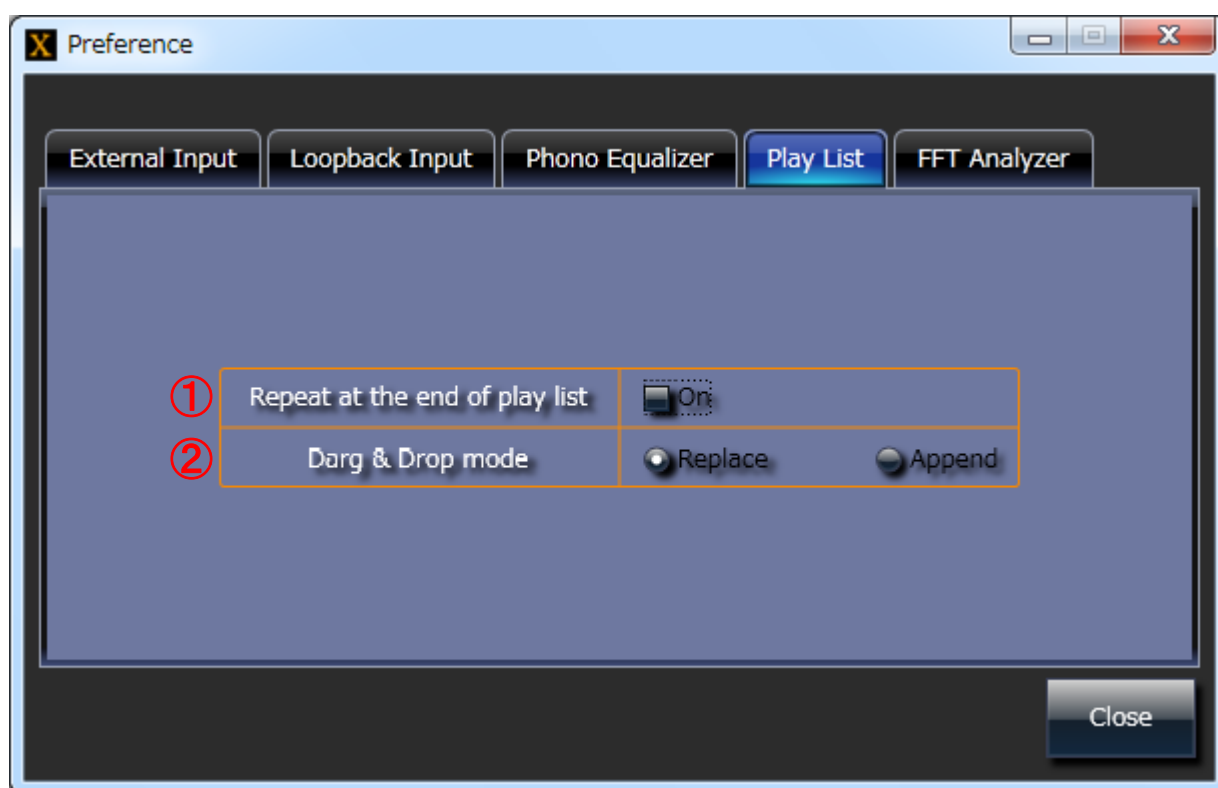 X Preference
External Input Loopback Input Phono Equalizer Play List FFT Analyzer
① Repeat at the end of play list On
② Darg & Drop mode Replace Append
Close